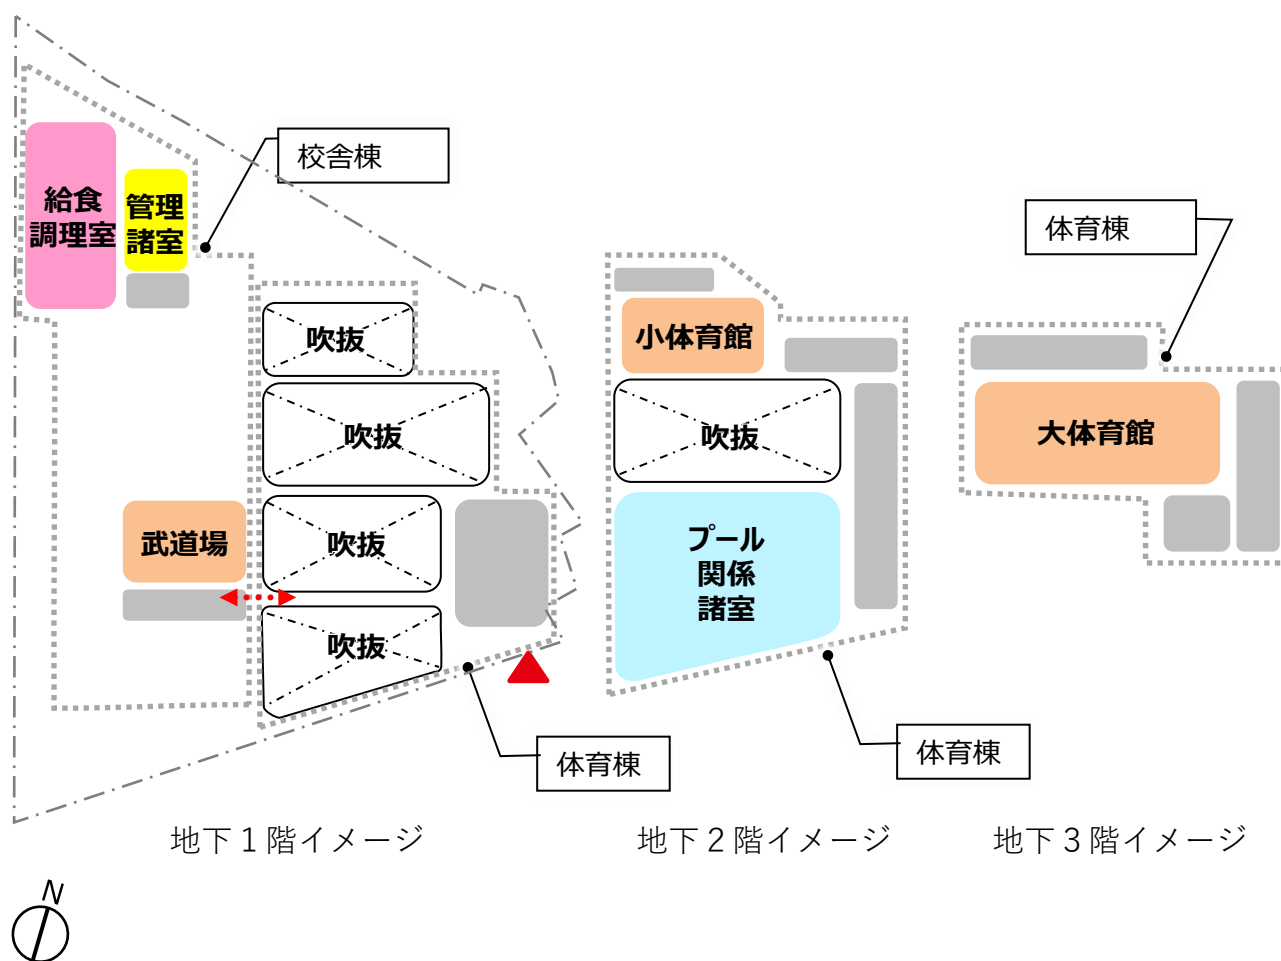 校舎棟
給食
調理室
管理
諸室
吹抜
吹抜
武道場
吹抜
吹抜
体育棟
地下１階イメージ
小体育館
吹抜
プール
関係
諸室
体育棟
地下２階イメージ
体育棟
大体育館
地下３階イメージ
N